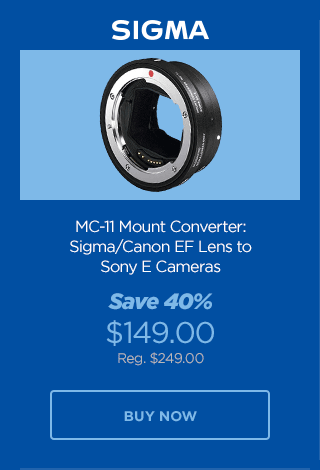 SIGMA
MC-11 Mount Converter:
Sigma/Canon EF Lens to
Sony E Cameras
Save 40%
$149.00
Reg. $249.00
BUY NOW